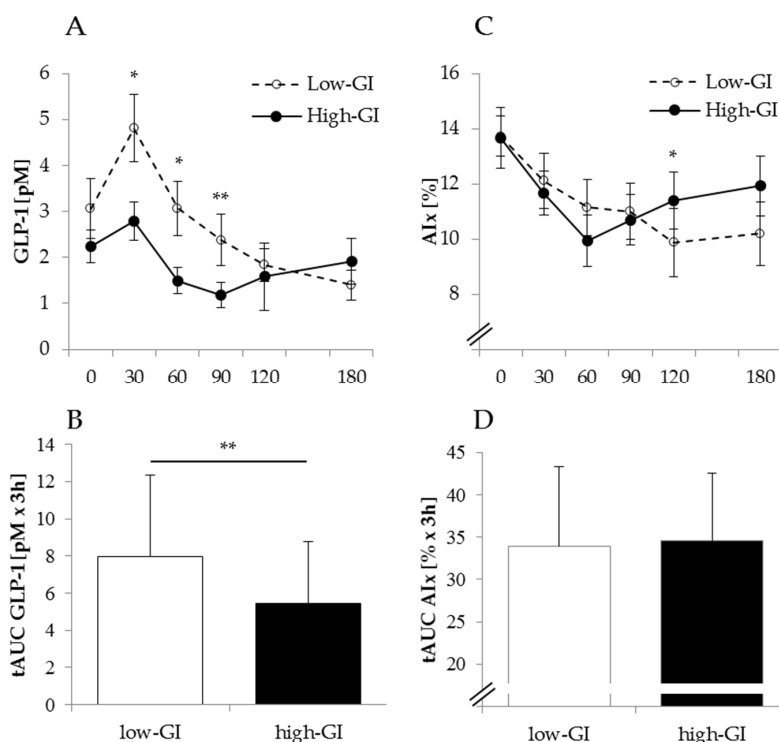 A
C
6
5
4
3
2
1
0
GLP-1 [pM]
*
*
**
Low-GI
High-GI
0 30 60 90 120 180
16
14
12
10
8
AIx [%]
*
Low-GI
High-GI
0 30 60 90 120 180
B
D
14
12
10
8
6
4
2
0
tAUC GLP-1 [pM x 3h]
**
low-GI high-GI
45
40
35
30
25
20
tAUC AIx [% x 3h]
low-GI high-GI